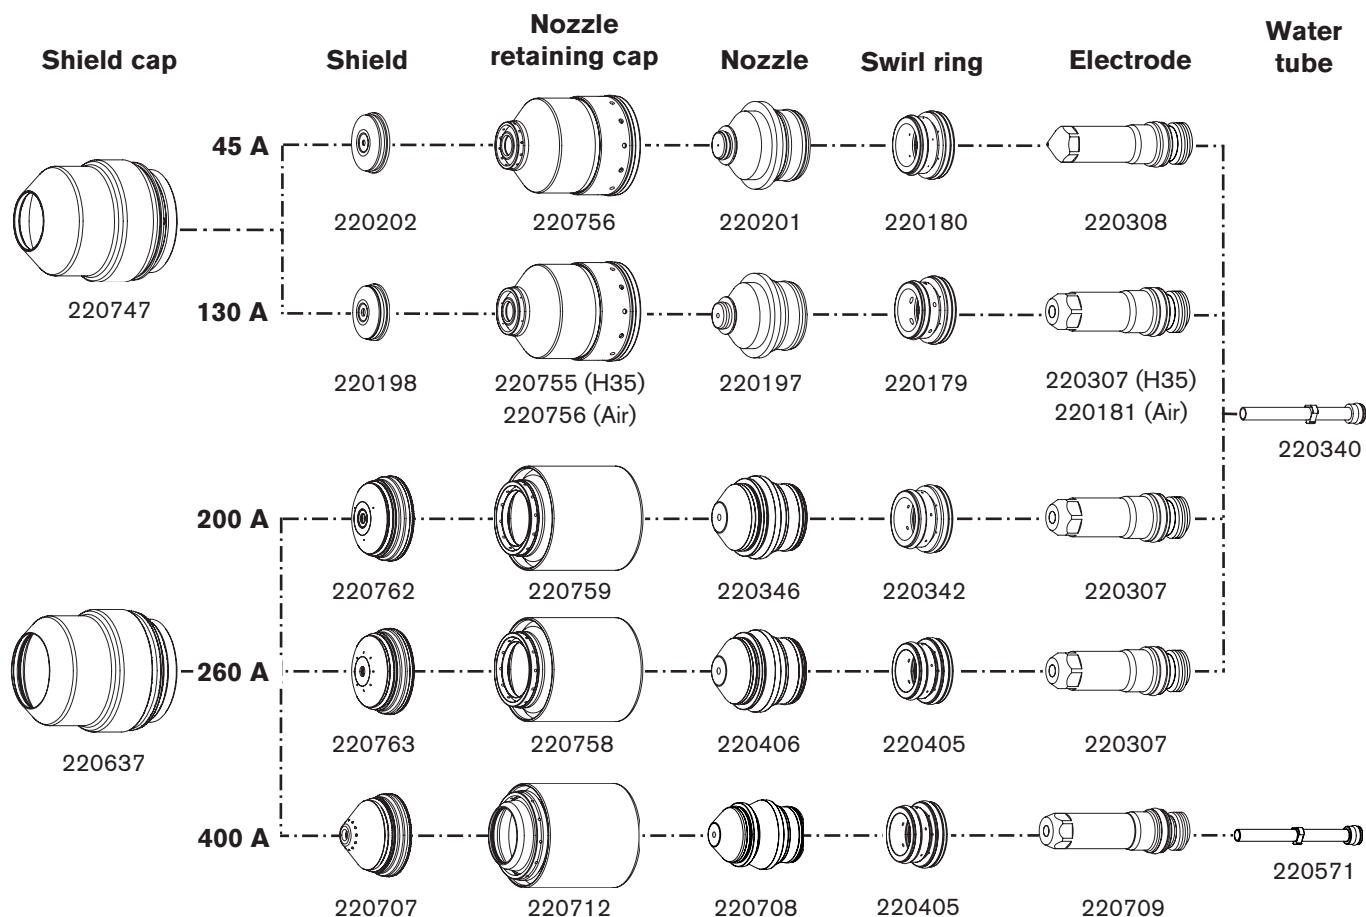 Shield cap
Shield
Nozzle
retaining cap
Nozzle
Swirl ring
Electrode
Water
tube
45 A
220202
220756
220201
220180
220308
220747
130 A
220198
220755 (H35)
220756 (Air)
220197
220179
220307 (H35)
220181 (Air)
220340
200 A
220762
220759
220346
220342
220307
260 A
220763
220758
220406
220405
220307
220637
400 A
220707
220712
220708
220405
220709
220571